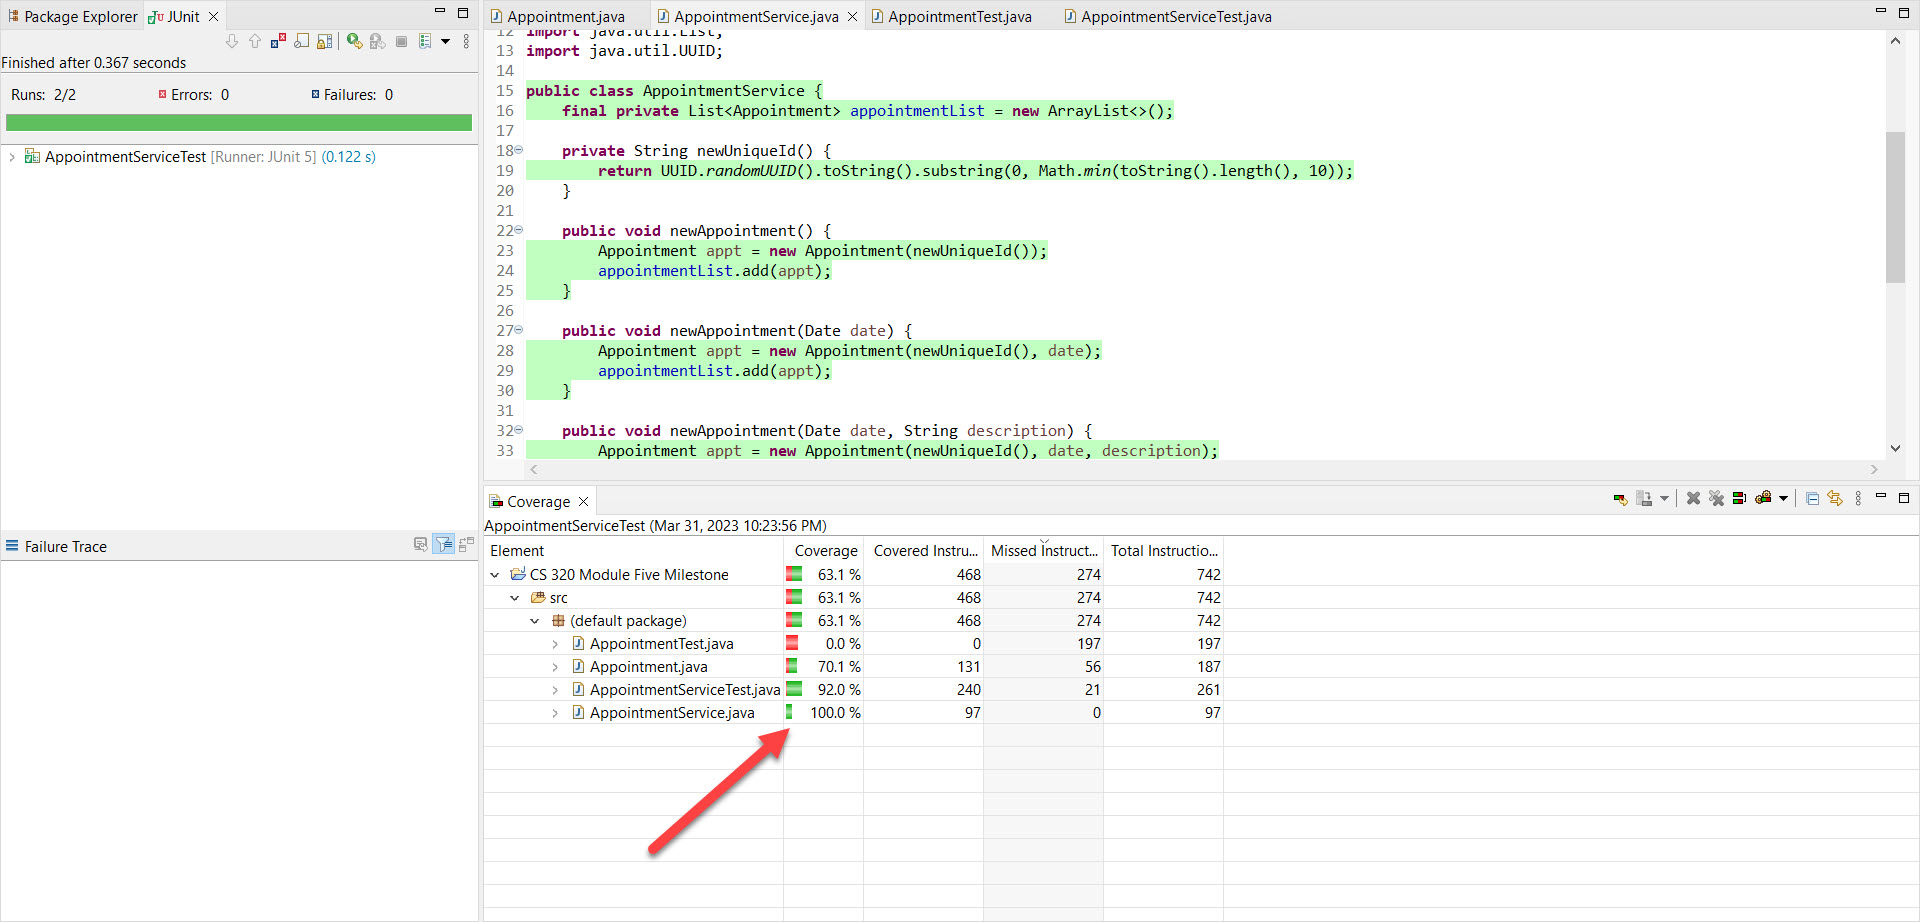 Package Explorer
JUnit
Finished after 0.367 seconds
Runs: 2/2
Errors: 0
Failures: 0
AppointmentServiceTest [Runner: JUnit 5] (0.122 s)
Failure Trace
Appointment.java
AppointmentService.java
AppointmentTest.java
AppointmentServiceTest.java
12 import java.util.List;
13 import java.util.UUID;
14
15 public class AppointmentService {
16 final private List<Appointment> appointmentList = new ArrayList<>();
17
18 private String newUniqueId() {
19 return UUID.randomUUID().toString().substring(0, Math.min(toString().length(), 10));
20 }
21
22 public void newAppointment() {
23 Appointment appt = new Appointment(newUniqueId());
24 appointmentList.add(appt);
25 }
26
27 public void newAppointment(Date date) {
28 Appointment appt = new Appointment(newUniqueId(), date);
29 appointmentList.add(appt);
30 }
31
32 public void newAppointment(Date date, String description) {
33 Appointment appt = new Appointment(newUniqueId(), date, description);
Coverage
AppointmentServiceTest (Mar 31, 2023 10:23:56 PM)
Element Coverage Covered Instru... Missed Instruct... Total Instructio...
CS 320 Module Five Milestone 63.1 % 468 274 742
src 63.1 % 468 274 742
(default package) 63.1 % 468 274 742
AppointmentTest.java 0.0 % 0 197 197
Appointment.java 70.1 % 131 56 187
AppointmentServiceTest.java 92.0 % 240 21 261
AppointmentService.java 100.0 % 97 0 97